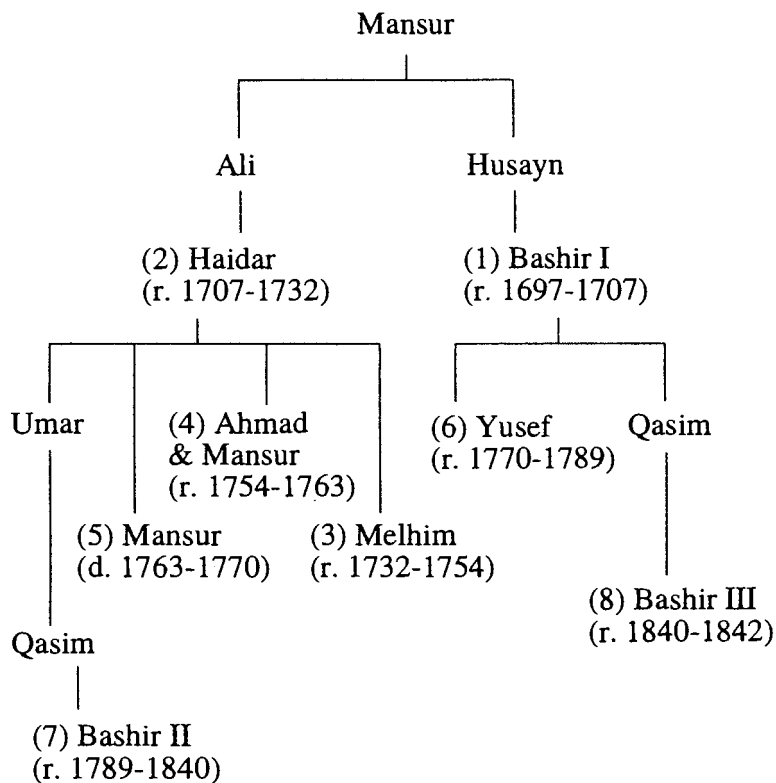 Mansur
Ali
Husayn
(2) Haidar
(r. 1707-1732)
(1) Bashir I
(r. 1697-1707)
Umar
(4) Ahmad
& Mansur
(r. 1754-1763)
(6) Yusef
(r. 1770-1789)
Qasim
(5) Mansur
(d. 1763-1770)
(3) Melhim
(r. 1732-1754)
(8) Bashir III
(r. 1840-1842)
Qasim
(7) Bashir II
(r. 1789-1840)